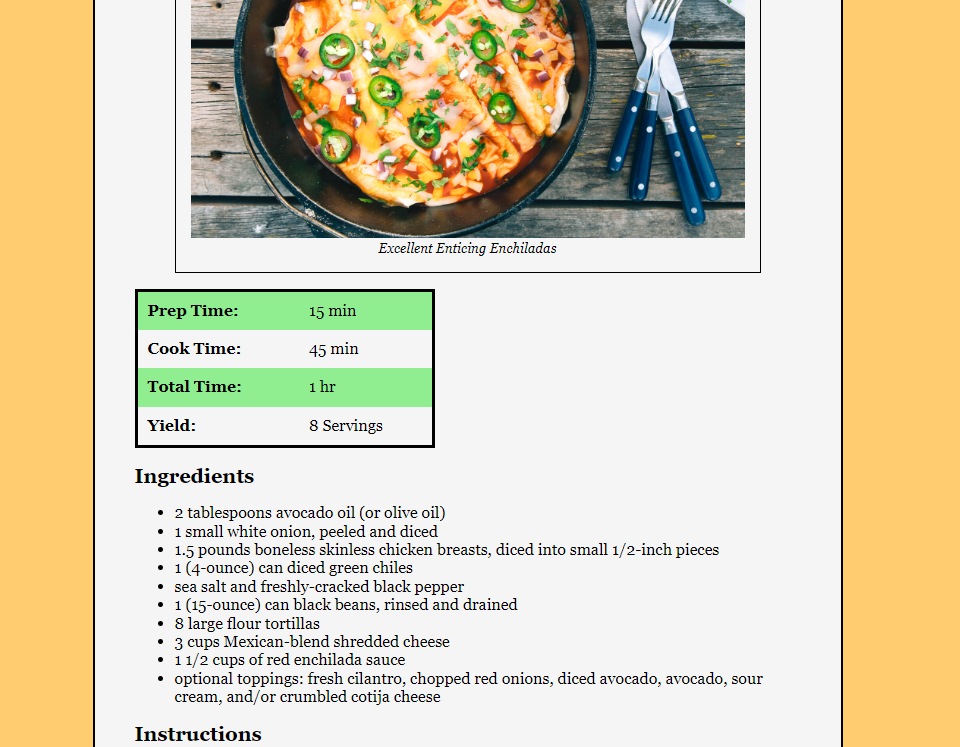 Excellent Enticing Enchiladas
Prep Time: 15 min
Cook Time: 45 min
Total Time: 1 hr
Yield: 8 Servings
Ingredients
• 2 tablespoons avocado oil (or olive oil)
• 1 small white onion, peeled and diced
• 1.5 pounds boneless skinless chicken breasts, diced into small 1/2-inch pieces
• 1 (4-ounce) can diced green chiles
• sea salt and freshly-cracked black pepper
• 1 (15-ounce) can black beans, rinsed and drained
• 8 large flour tortillas
• 3 cups Mexican-blend shredded cheese
• 1 1/2 cups of red enchilada sauce
• optional toppings: fresh cilantro, chopped red onions, diced avocado, avocado, sour
cream, and/or crumbled cotija cheese
Instructions